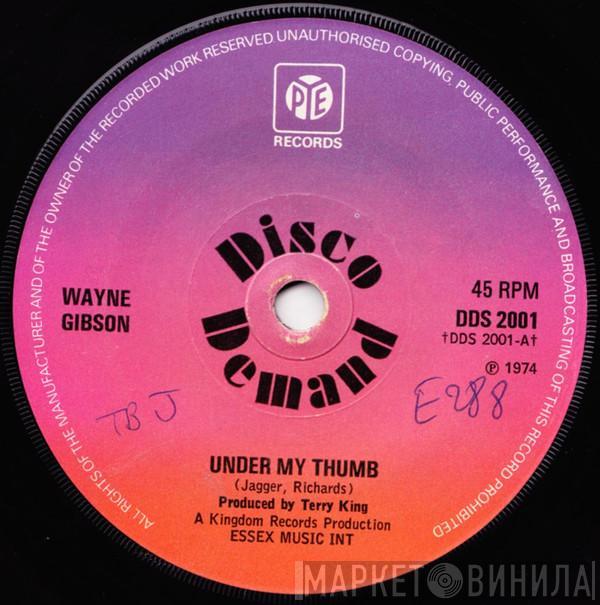 ALL RIGHTS OF THE MANUFACTURER AND OF THE OWNER OF THE RECORDED WORK RESERVED UNAUTHORISED COPYING, PUBLIC PERFORMANCE AND BROADCASTING OF THIS RECORD PROHIBITED
PYE
RECORDS
Disco
Demand
WAYNE
GIBSON
45 RPM
DDS 2001
†DDS 2001-A†
℗ 1974
TBJ
E288
UNDER MY THUMB
(Jagger, Richards)
Produced by Terry King
A Kingdom Records Production
ESSEX MUSIC INT
МАРКЕТ ВИНИЛА